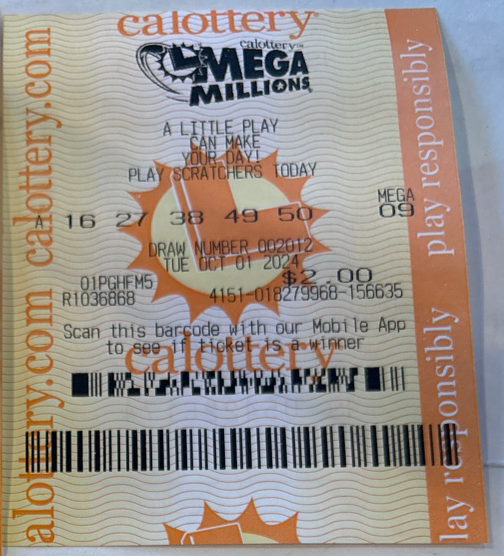 calottery
calottery
MEGA
MILLIONS
A LITTLE PLAY
CAN MAKE
YOUR DAY!
PLAY SCRATCHERS TODAY
MEGA
A 16 27 38 49 50 09
DRAW NUMBER 002012
TUE OCT 01 2024
$2.00
01PGHFM5
R1036868 4151-018279968-156635
Scan this barcode with our Mobile App
to see if ticket is a winner
calottery
alottery.com calottery.com
play responsibly
lay responsibly